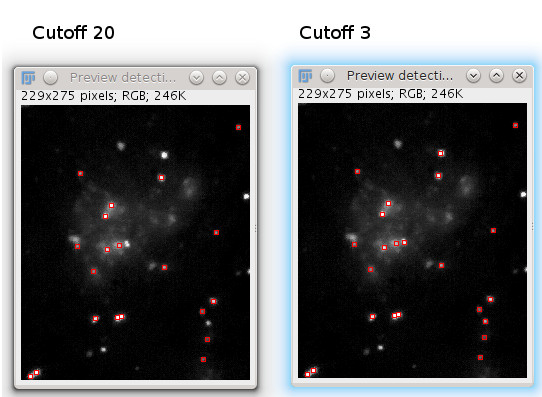 Cutoff 20
Cutoff 3
Preview detecti...
229x275 pixels; RGB; 246K
Preview detecti...
229x275 pixels; RGB; 246K